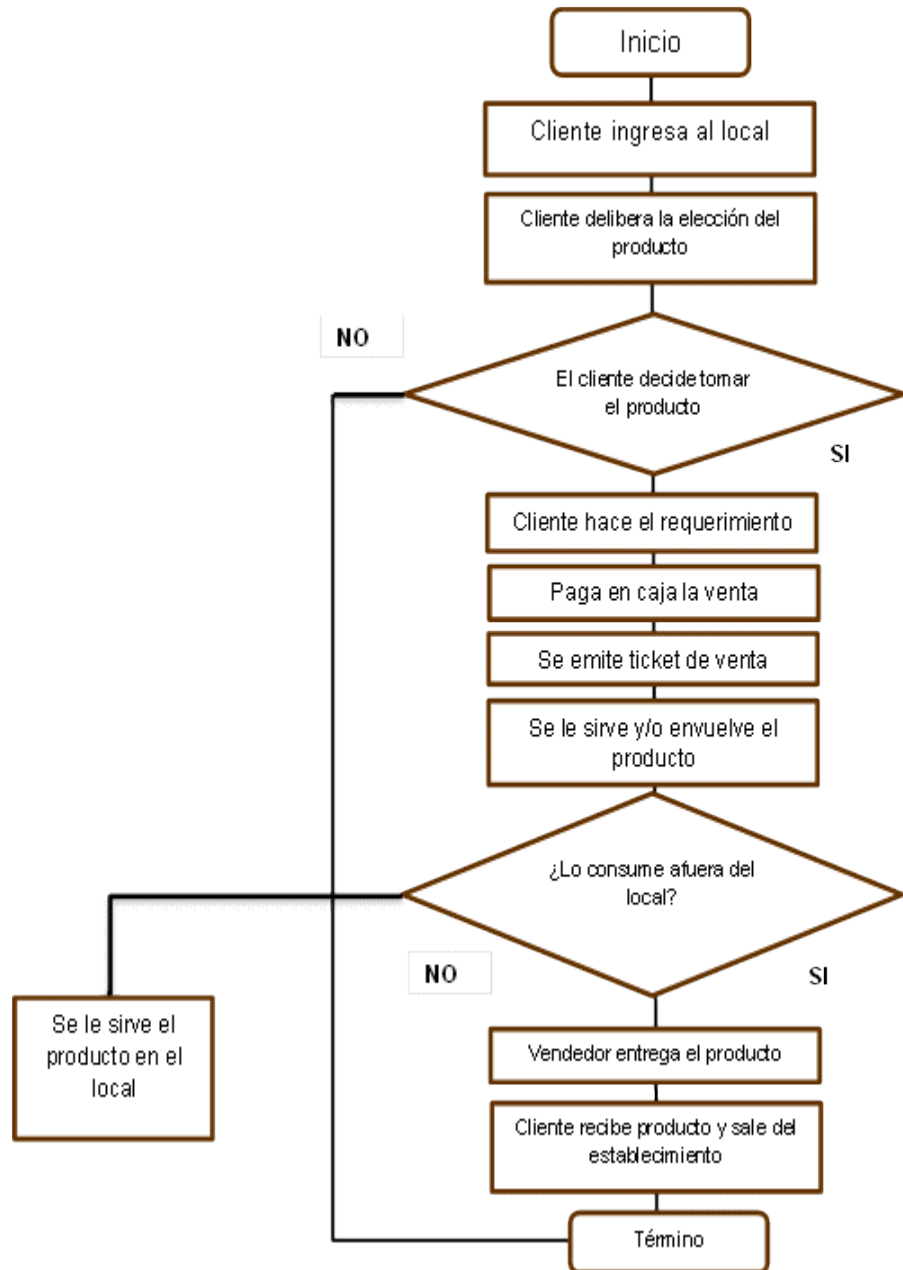 Inicio
Cliente ingresa al local
Cliente delibera la elección del
producto
NO
El cliente decide tomar
el producto
SI
Cliente hace el requerimiento
Paga en caja la venta
Se emite ticket de venta
Se le sirve y/o envuelve el
producto
¿Lo consume afuera del
local?
NO
SI
Se le sirve el
producto en el
local
Vendedor entrega el producto
Cliente recibe producto y sale del
establecimiento
Término